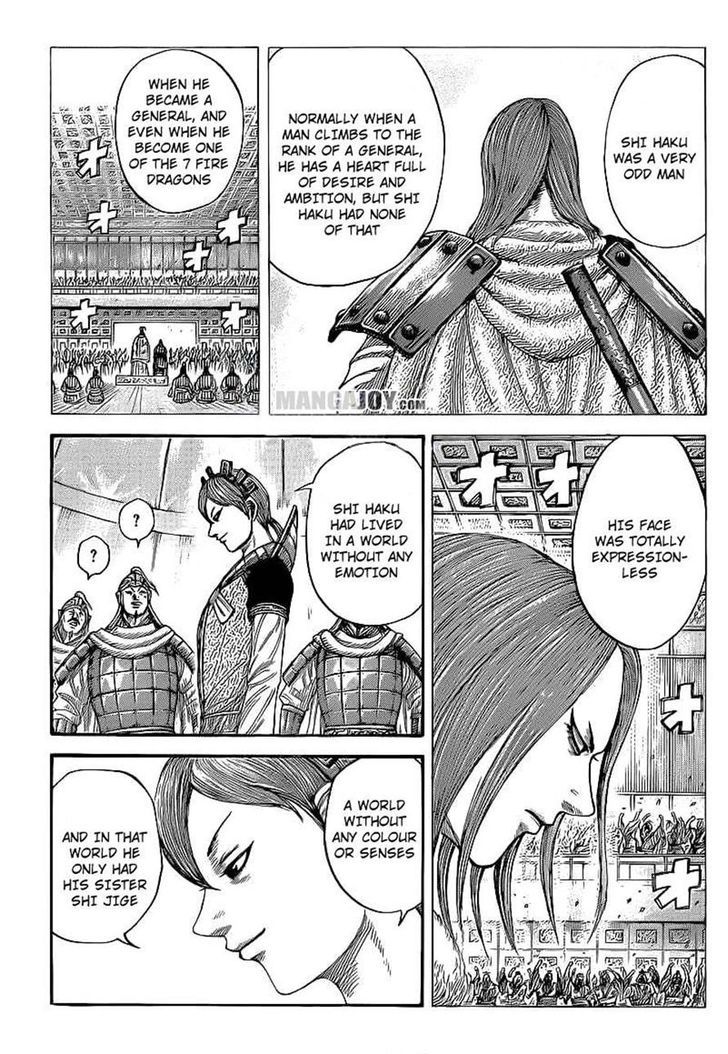 SHI HAKU
WAS A VERY
ODD MAN
NORMALLY WHEN A
MAN CLIMBS TO THE
RANK OF A GENERAL,
HE HAS A HEART FULL
OF DESIRE AND
AMBITION, BUT SHI
HAKU HAD NONE
OF THAT
MANGAJOY.COM
WHEN HE
BECAME A
GENERAL, AND
EVEN WHEN HE
BECOME ONE
OF THE 7 FIRE
DRAGONS
オ
オ
オ
オ
オ
HIS FACE
WAS TOTALLY
EXPRESSION-
LESS
オ
オ
オ
オ
SHI HAKU
HAD LIVED
IN A WORLD
WITHOUT ANY
EMOTION
?
?
A WORLD
WITHOUT
ANY COLOUR
OR SENSES
AND IN THAT
WORLD HE
ONLY HAD
HIS SISTER
SHI JIGE